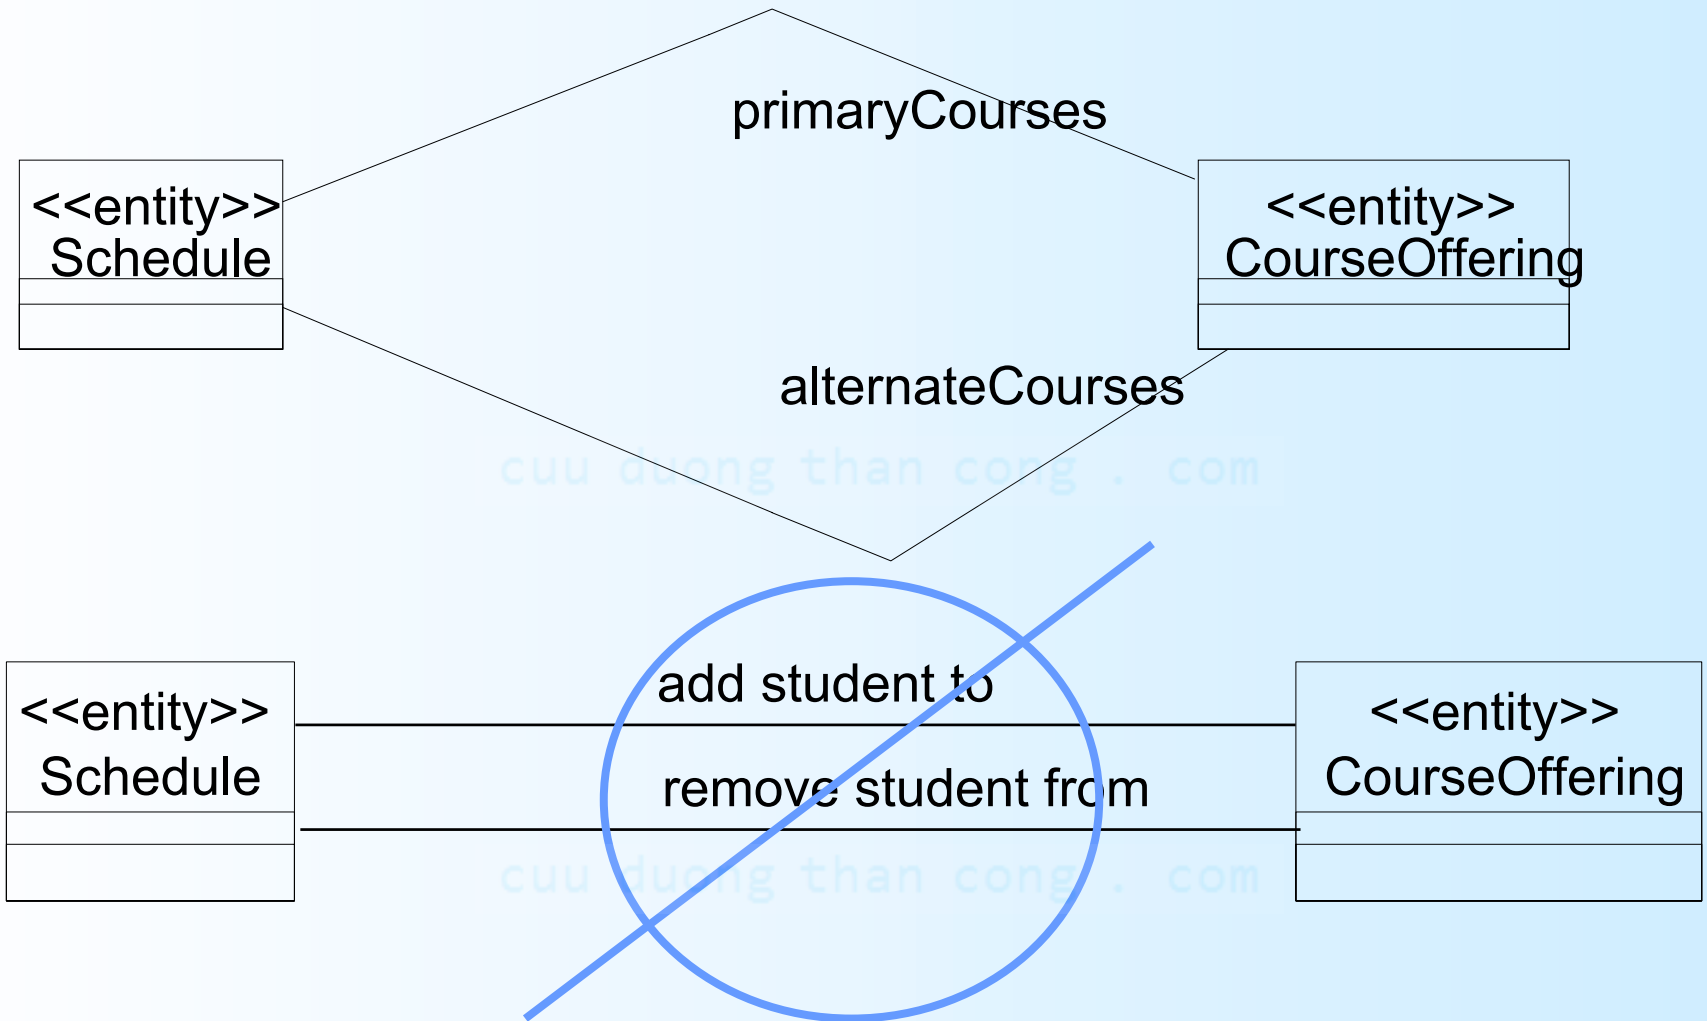 primaryCourses
<<entity>>
Schedule
<<entity>>
CourseOffering
alternateCourses
cuu duong than cong . com
add student to
<<entity>>
Schedule
<<entity>>
CourseOffering
remove student from
cuu duong than cong . com